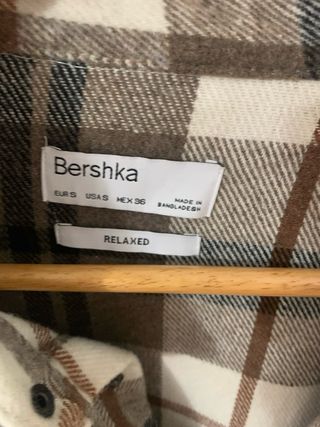 Bershka
EUR S USA S MEX 36 MADE IN
BANGLADESH
RELAXED